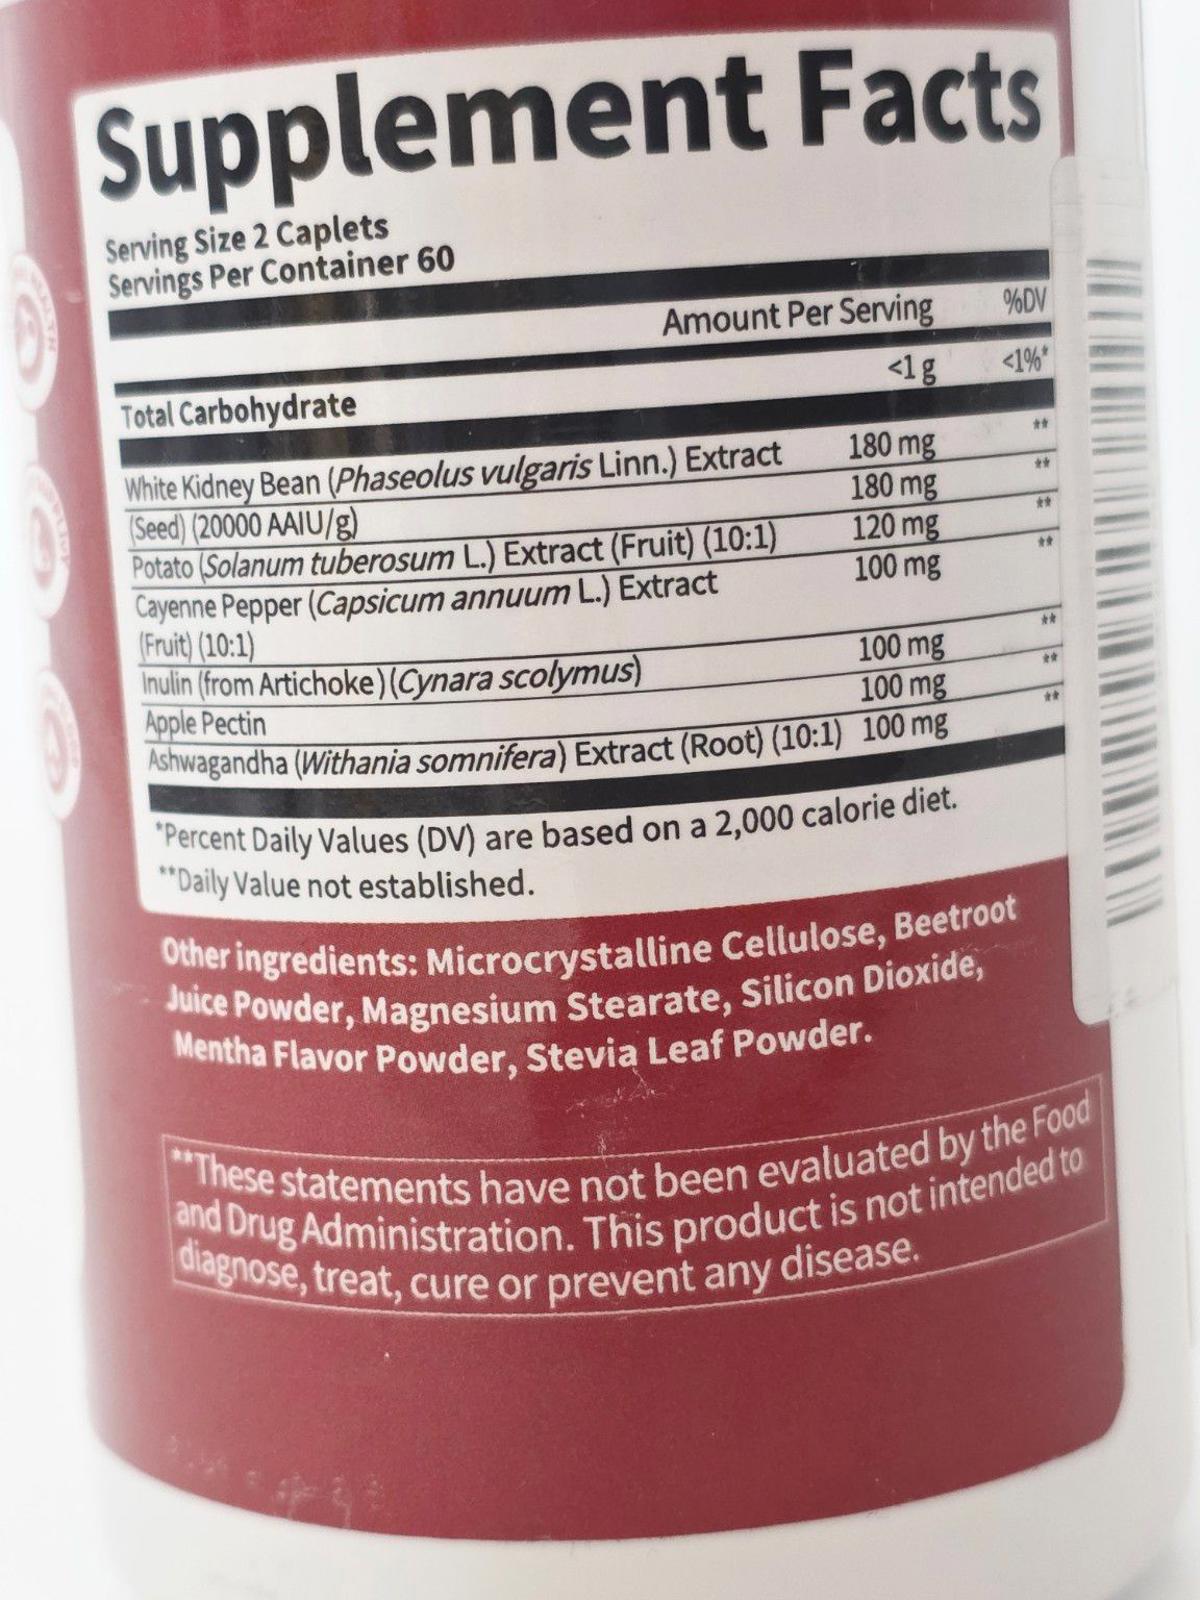 Supplement Facts
Serving Size 2 Caplets
Servings Per Container 60
Amount Per Serving %DV
Total Carbohydrate <1 g <1%*
White Kidney Bean (Phaseolus vulgaris Linn.) Extract 180 mg **
(Seed) (20000 AAIU/g) 180 mg **
Potato (Solanum tuberosum L.) Extract (Fruit) (10:1) 120 mg **
Cayenne Pepper (Capsicum annuum L.) Extract 100 mg **
(Fruit) (10:1)
Inulin (from Artichoke) (Cynara scolymus) 100 mg **
Apple Pectin 100 mg **
Ashwagandha (Withania somnifera) Extract (Root) (10:1) 100 mg **
*Percent Daily Values (DV) are based on a 2,000 calorie diet.
**Daily Value not established.
Other ingredients: Microcrystalline Cellulose, Beetroot
Juice Powder, Magnesium Stearate, Silicon Dioxide,
Mentha Flavor Powder, Stevia Leaf Powder.
**These statements have not been evaluated by the Food
and Drug Administration. This product is not intended to
diagnose, treat, cure or prevent any disease.
HEALTH